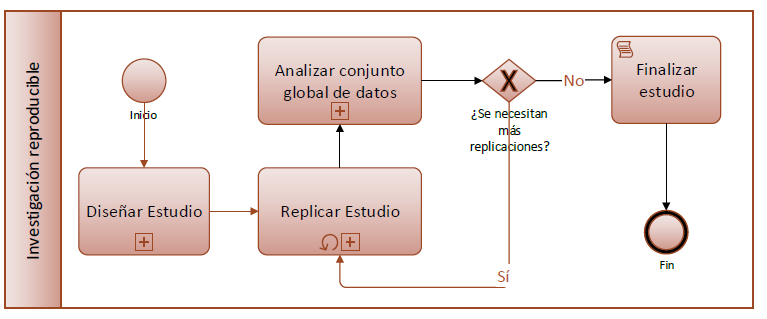 Investigación reproducible
Inicio
Diseñar Estudio
Replicar Estudio
Analizar conjunto
global de datos
X
¿Se necesitan
más
replicaciones?
No
Sí
Finalizar
estudio
Fin